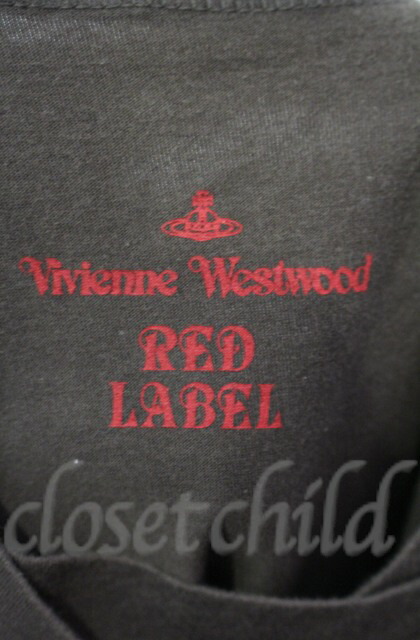 Vivienne Westwood
RED
LABEL
closet child